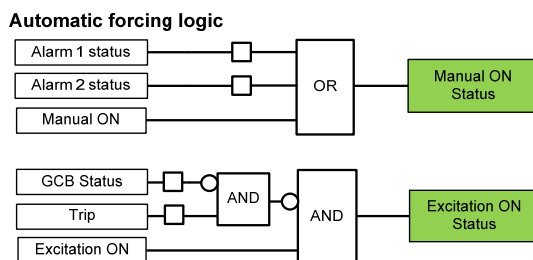 Automatic forcing logic
Alarm 1 status
Alarm 2 status
Manual ON
OR
Manual ON
Status
GCB Status
Trip
Excitation ON
AND
AND
Excitation ON
Status